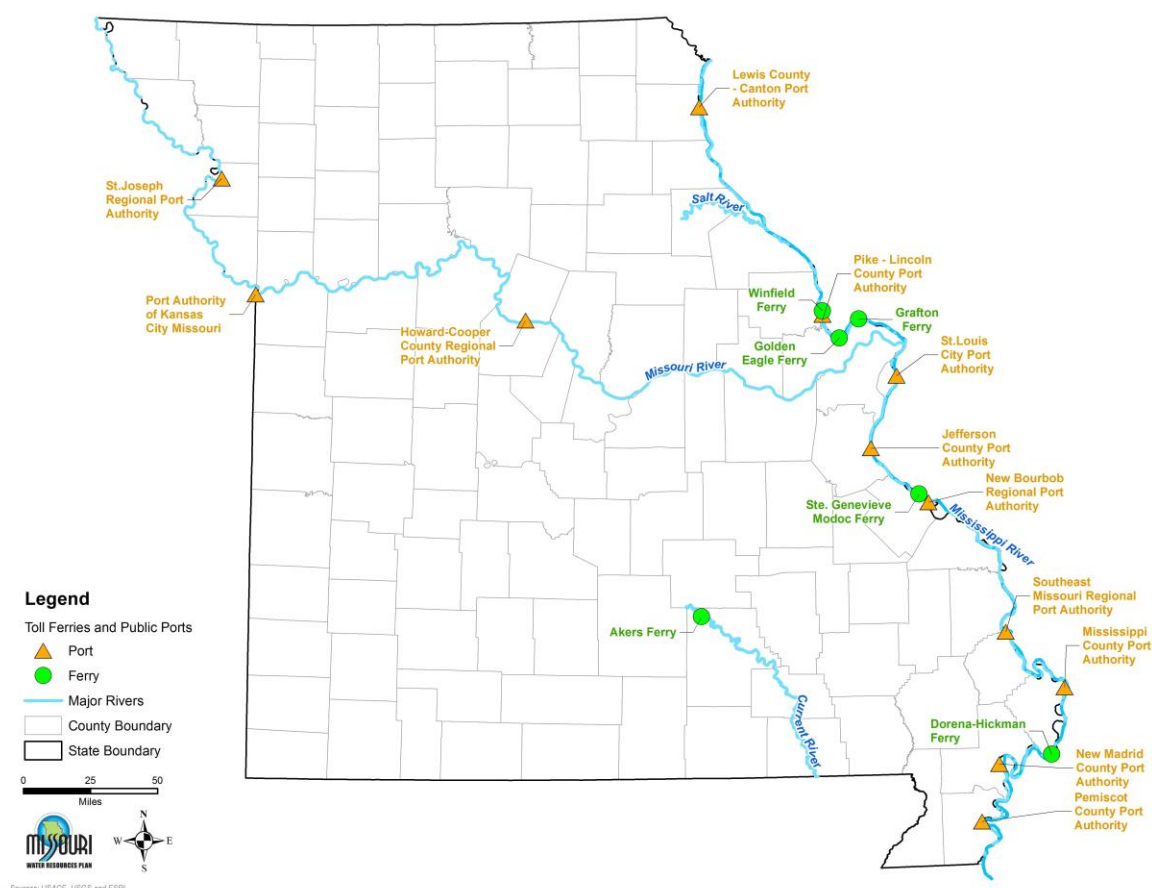 Lewis County
- Canton Port
Authority
St.Joseph
Regional Port
Authority
Salt River
Pike - Lincoln
County Port
Authority
Winfield
Ferry
Grafton
Ferry
Port Authority
of Kansas
City Missouri
Howard-Cooper
County Regional
Port Authority
Golden
Eagle Ferry
St.Louis
City Port
Authority
Missouri River
Jefferson
County Port
Authority
New Bourbob
Regional Port
Authority
Ste. Genevieve
Modoc Ferry
Mississippi River
Southeast
Missouri Regional
Port Authority
Akers Ferry
Mississippi
County Port
Authority
Current River
Dorena-Hickman
Ferry
New Madrid
County Port
Authority
Pemiscot
County Port
Authority
Legend
Toll Ferries and Public Ports
Port
Ferry
Major Rivers
County Boundary
State Boundary
0 25 50
Miles
MISSOURI
WATER RESOURCES PLAN
N
W E
S
Sources: USACE, USGS and ESRI